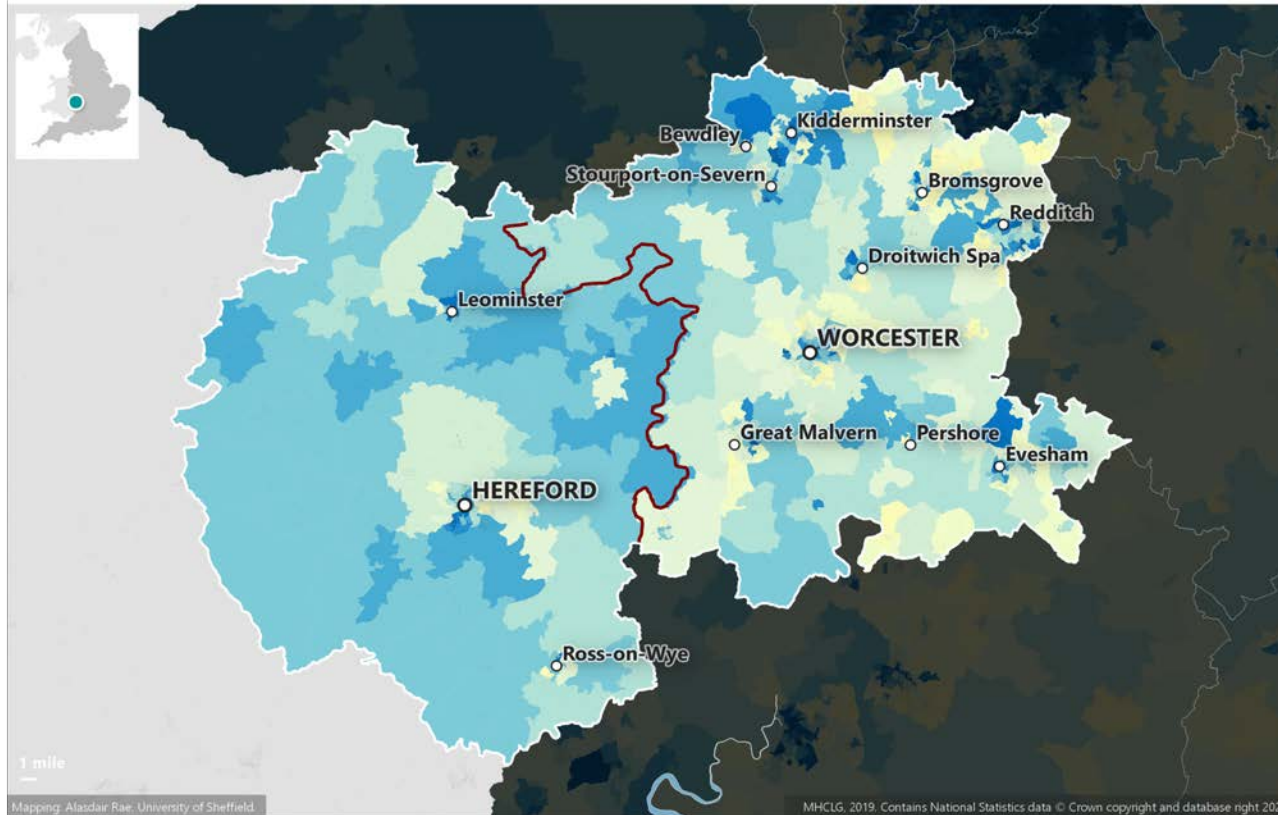 Kidderminster
Bewdley
Stourport-on-Severn
Bromsgrove
Redditch
Droitwich Spa
Leominster
WORCESTER
Great Malvern
Pershore
Evesham
HEREFORD
Ross-on-Wye
1 mile
Mapping: Alasdair Rae, University of Sheffield.
MHCLG, 2019. Contains National Statistics data © Crown copyright and database right 202